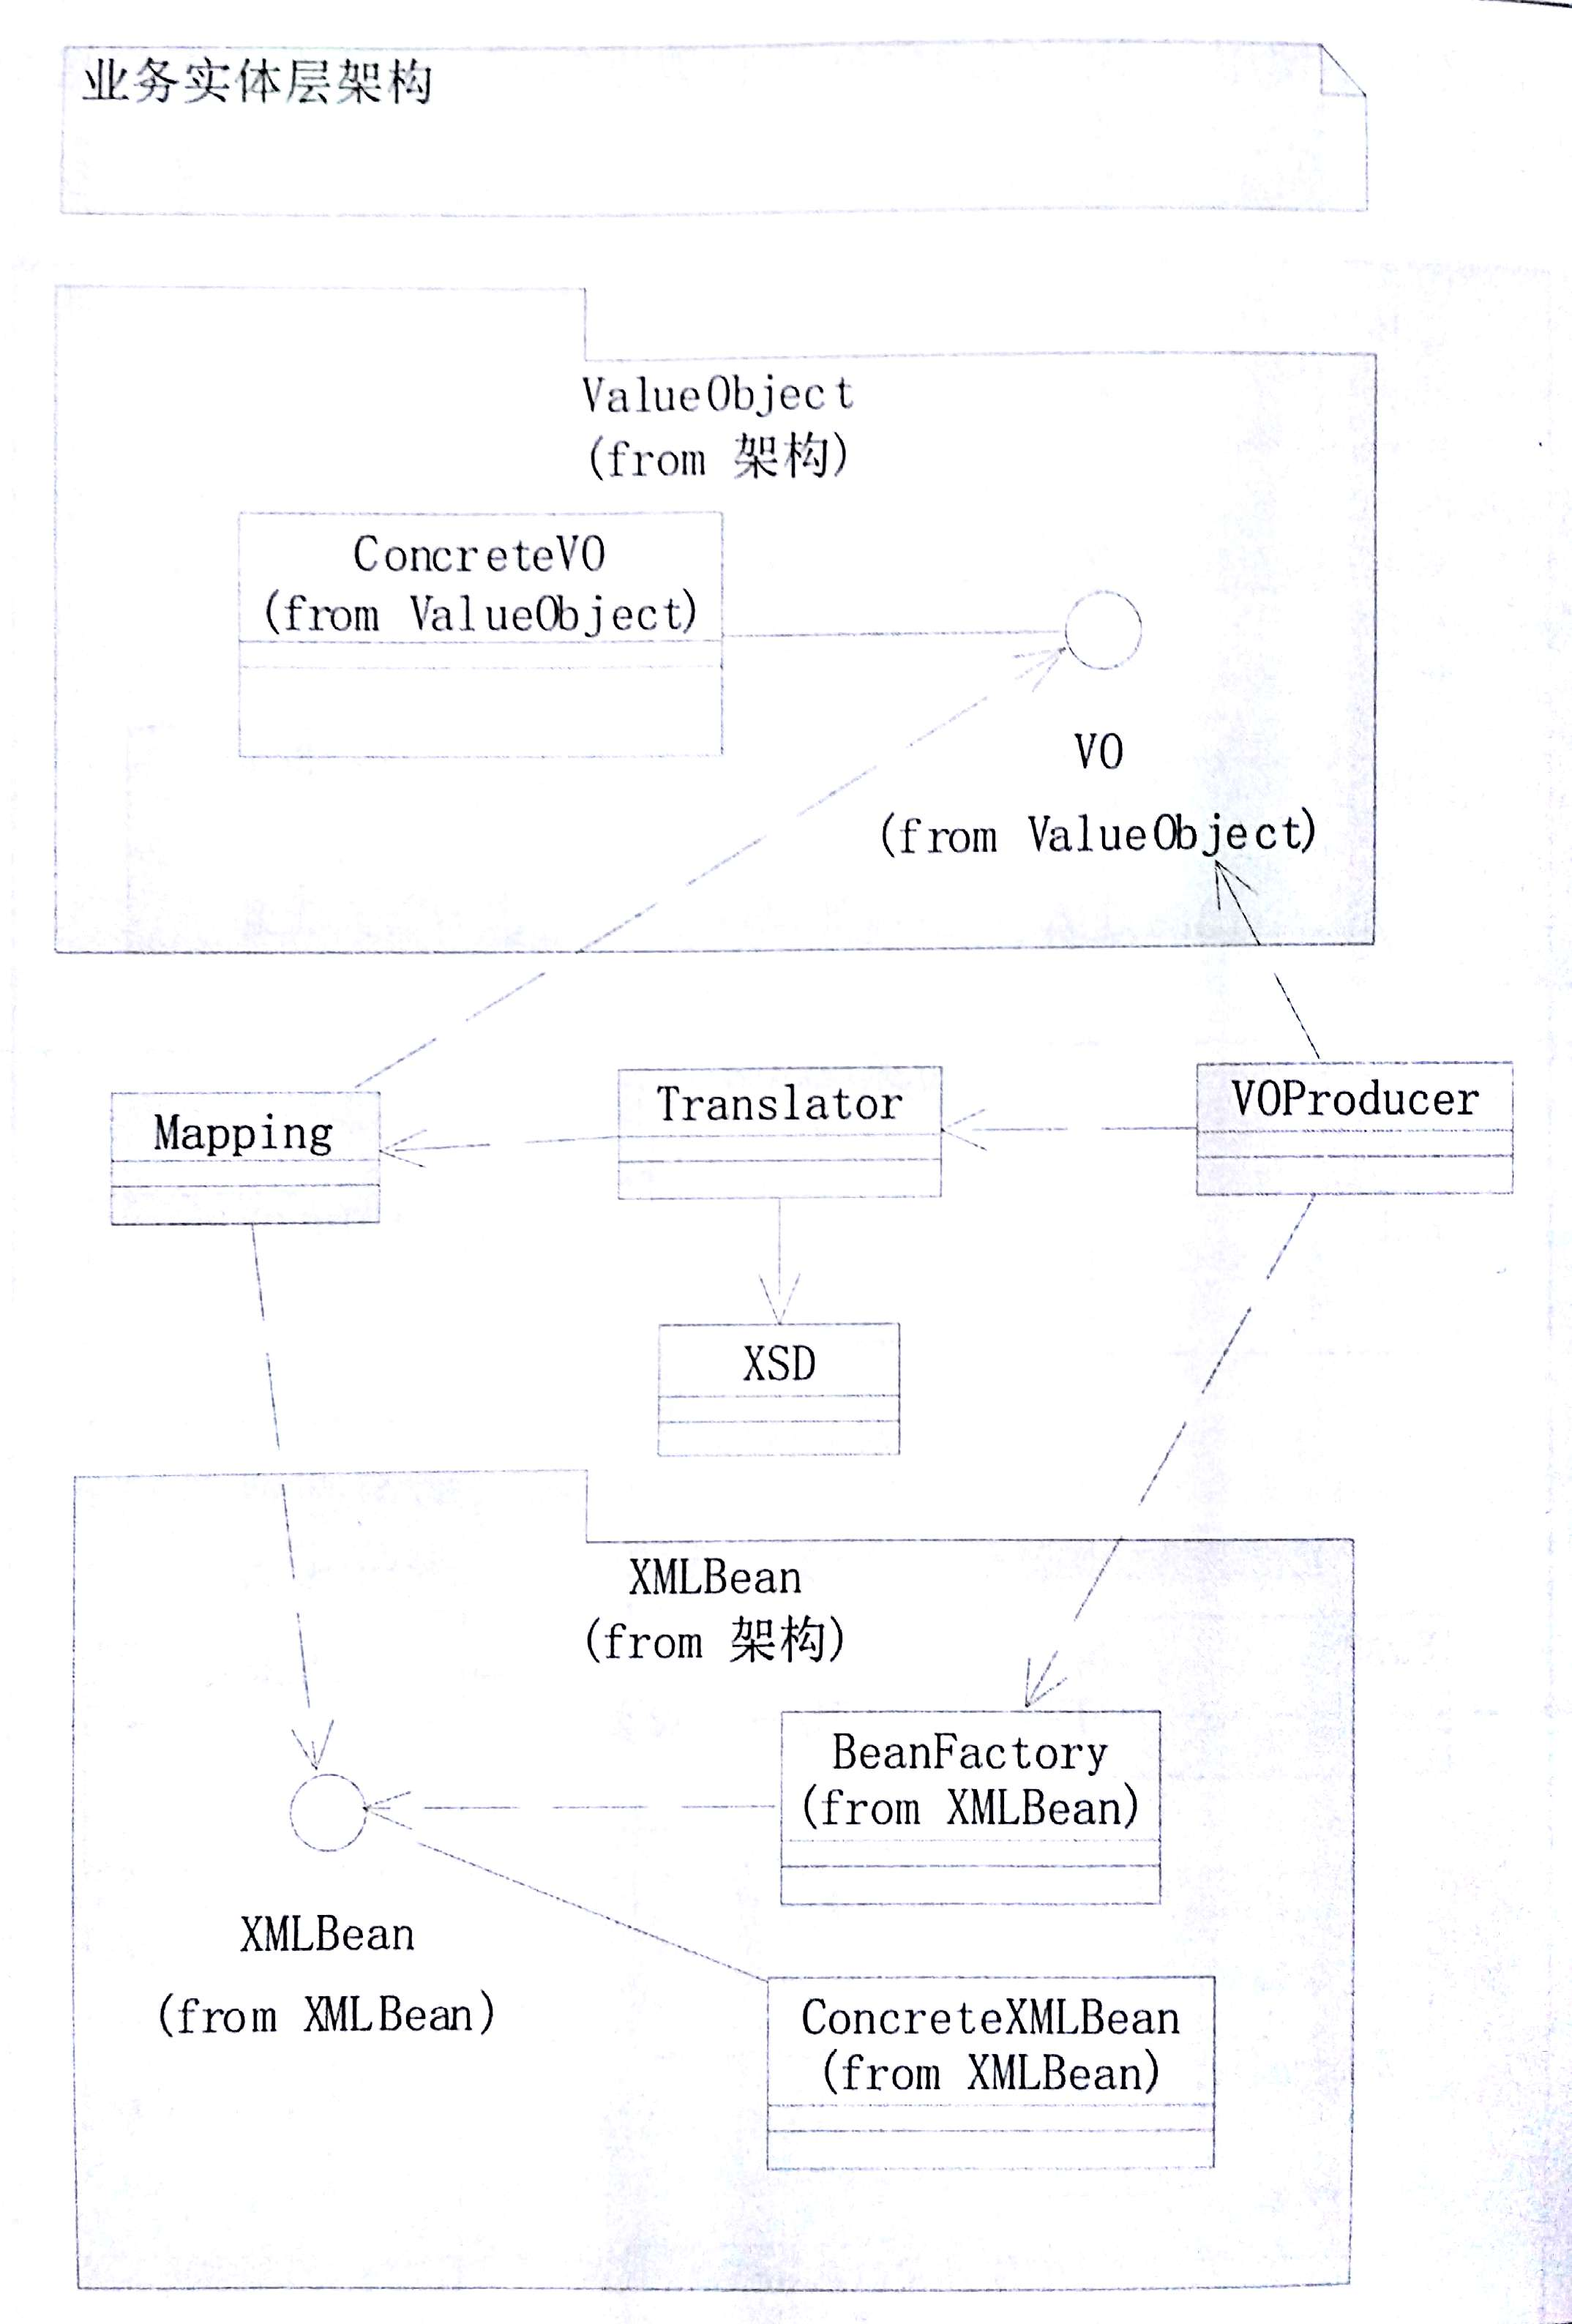 业务实体层架构
ValueObject
(from 架构)
ConcreteVO
(from ValueObject)
VO
(from ValueObject)
Mapping
Translator
VOProducer
XSD
XMLBean
(from 架构)
BeanFactory
(from XMLBean)
XMLBean
(from XMLBean)
ConcreteXMLBean
(from XMLBean)